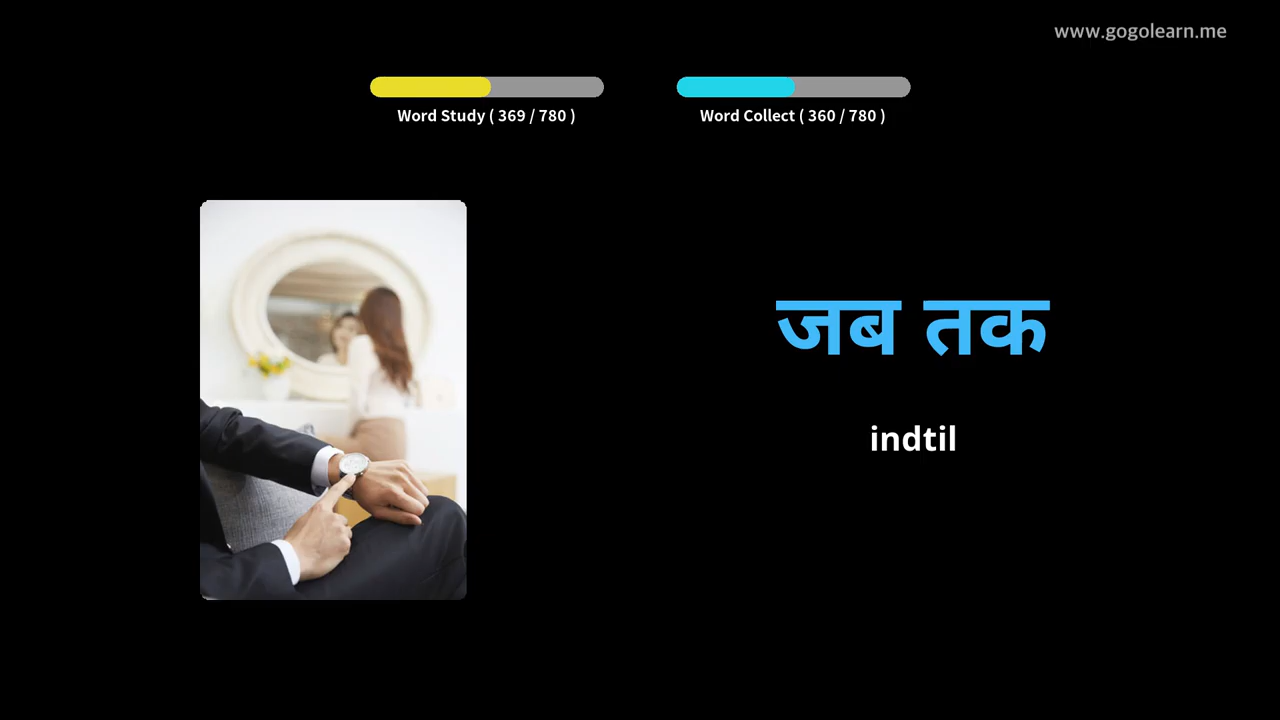 www.gogolearn.me
Word Study ( 369 / 780 )
Word Collect ( 360 / 780 )
जब तक
indtil